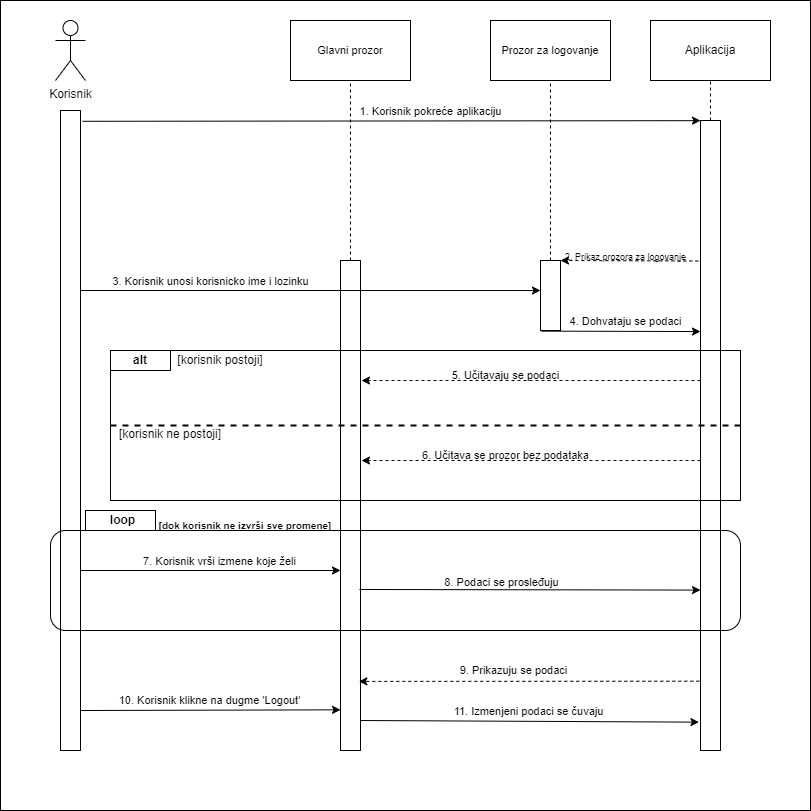 Korisnik
Glavni prozor
Prozor za logovanje
Aplikacija
1. Korisnik pokreće aplikaciju
2. Prikaz prozora za logovanje
3. Korisnik unosi korisnicko ime i lozinku
4. Dohvataju se podaci
alt
[korisnik postoji]
5. Učitavaju se podaci
[korisnik ne postoji]
6. Učitava se prozor bez podataka
loop
[dok korisnik ne izvrši sve promene]
7. Korisnik vrši izmene koje želi
8. Podaci se prosleđuju
9. Prikazuju se podaci
10. Korisnik klikne na dugme 'Logout'
11. Izmenjeni podaci se čuvaju